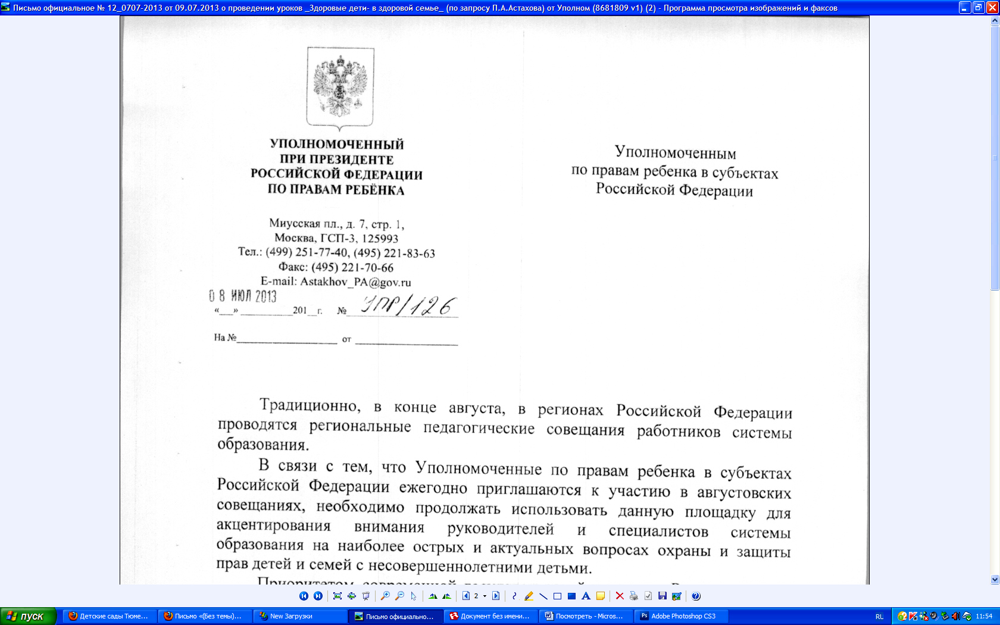 Письмо официальное № 12_0707-2013 от 09.07.2013 о проведении уроков _Здоровые дети- в здоровой семье_ (по запросу П.А.Астахова) от Уполном (8681809 v1) (2) - Программа просмотра изображений и факсов
УПОЛНОМОЧЕННЫЙ
ПРИ ПРЕЗИДЕНТЕ
РОССИЙСКОЙ ФЕДЕРАЦИИ
ПО ПРАВАМ РЕБЁНКА
Уполномоченным
по правам ребенка в субъектах
Российской Федерации
Миусская пл., д. 7, стр. 1,
Москва, ГСП-3, 125993
Тел.: (499) 251-77-40, (495) 221-83-63
Факс: (495) 221-70-66
E-mail: Astakhov_PA@gov.ru
08 ИЮЛ 2013
«__» __________201__г. № УПР/126
На №__________________ от __________________
Традиционно, в конце августа, в регионах Российской Федерации
проводятся региональные педагогические совещания работников системы
образования.
В связи с тем, что Уполномоченные по правам ребенка в субъектах
Российской Федерации ежегодно приглашаются к участию в августовских
совещаниях, необходимо продолжать использовать данную площадку для
акцентирования внимания руководителей и специалистов системы
образования на наиболее острых и актуальных вопросах охраны и защиты
прав детей и семей с несовершеннолетними детьми.
Приоритетом современной
2
пуск
Детские сады Тюме...
Письмо «(Без темы)...
New Загрузки
Письмо официально...
Документ без имени...
Посмотреть - Micros...
Adobe Photoshop CS3
RU
11:54